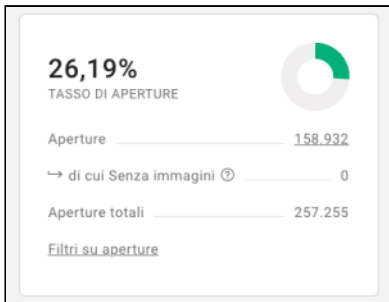 26,19%
TASSO DI APERTURE
Aperture 158.932
↪ di cui Senza immagini ? 0
Aperture totali 257.255
Filtri su aperture